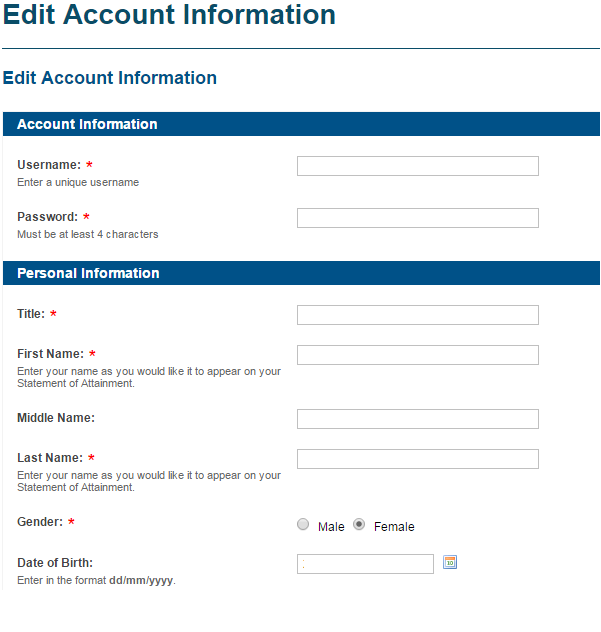 Edit Account Information
Edit Account Information
Account Information
Username: *
Enter a unique username
Password: *
Must be at least 4 characters
Personal Information
Title: *
First Name: *
Enter your name as you would like it to appear on your
Statement of Attainment.
Middle Name:
Last Name: *
Enter your name as you would like it to appear on your
Statement of Attainment.
Gender: *
Male Female
Date of Birth:
Enter in the format dd/mm/yyyy.